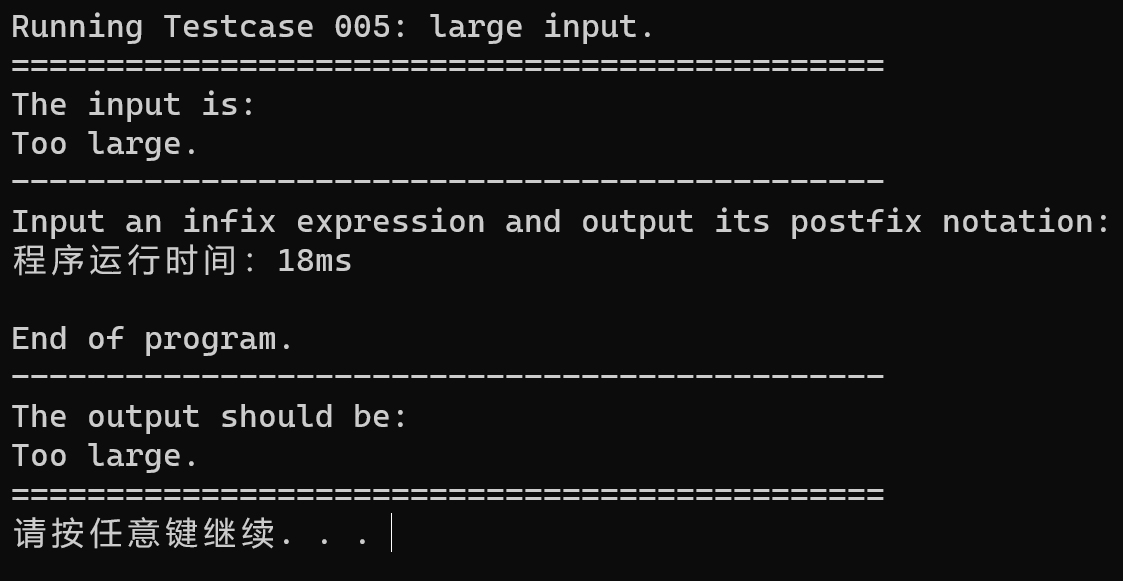 Running Testcase 005: large input.
==============================================
The input is:
Too large.
----------------------------------------------
Input an infix expression and output its postfix notation:
程序运行时间：18ms
End of program.
----------------------------------------------
The output should be:
Too large.
==============================================
请按任意键继续. . .